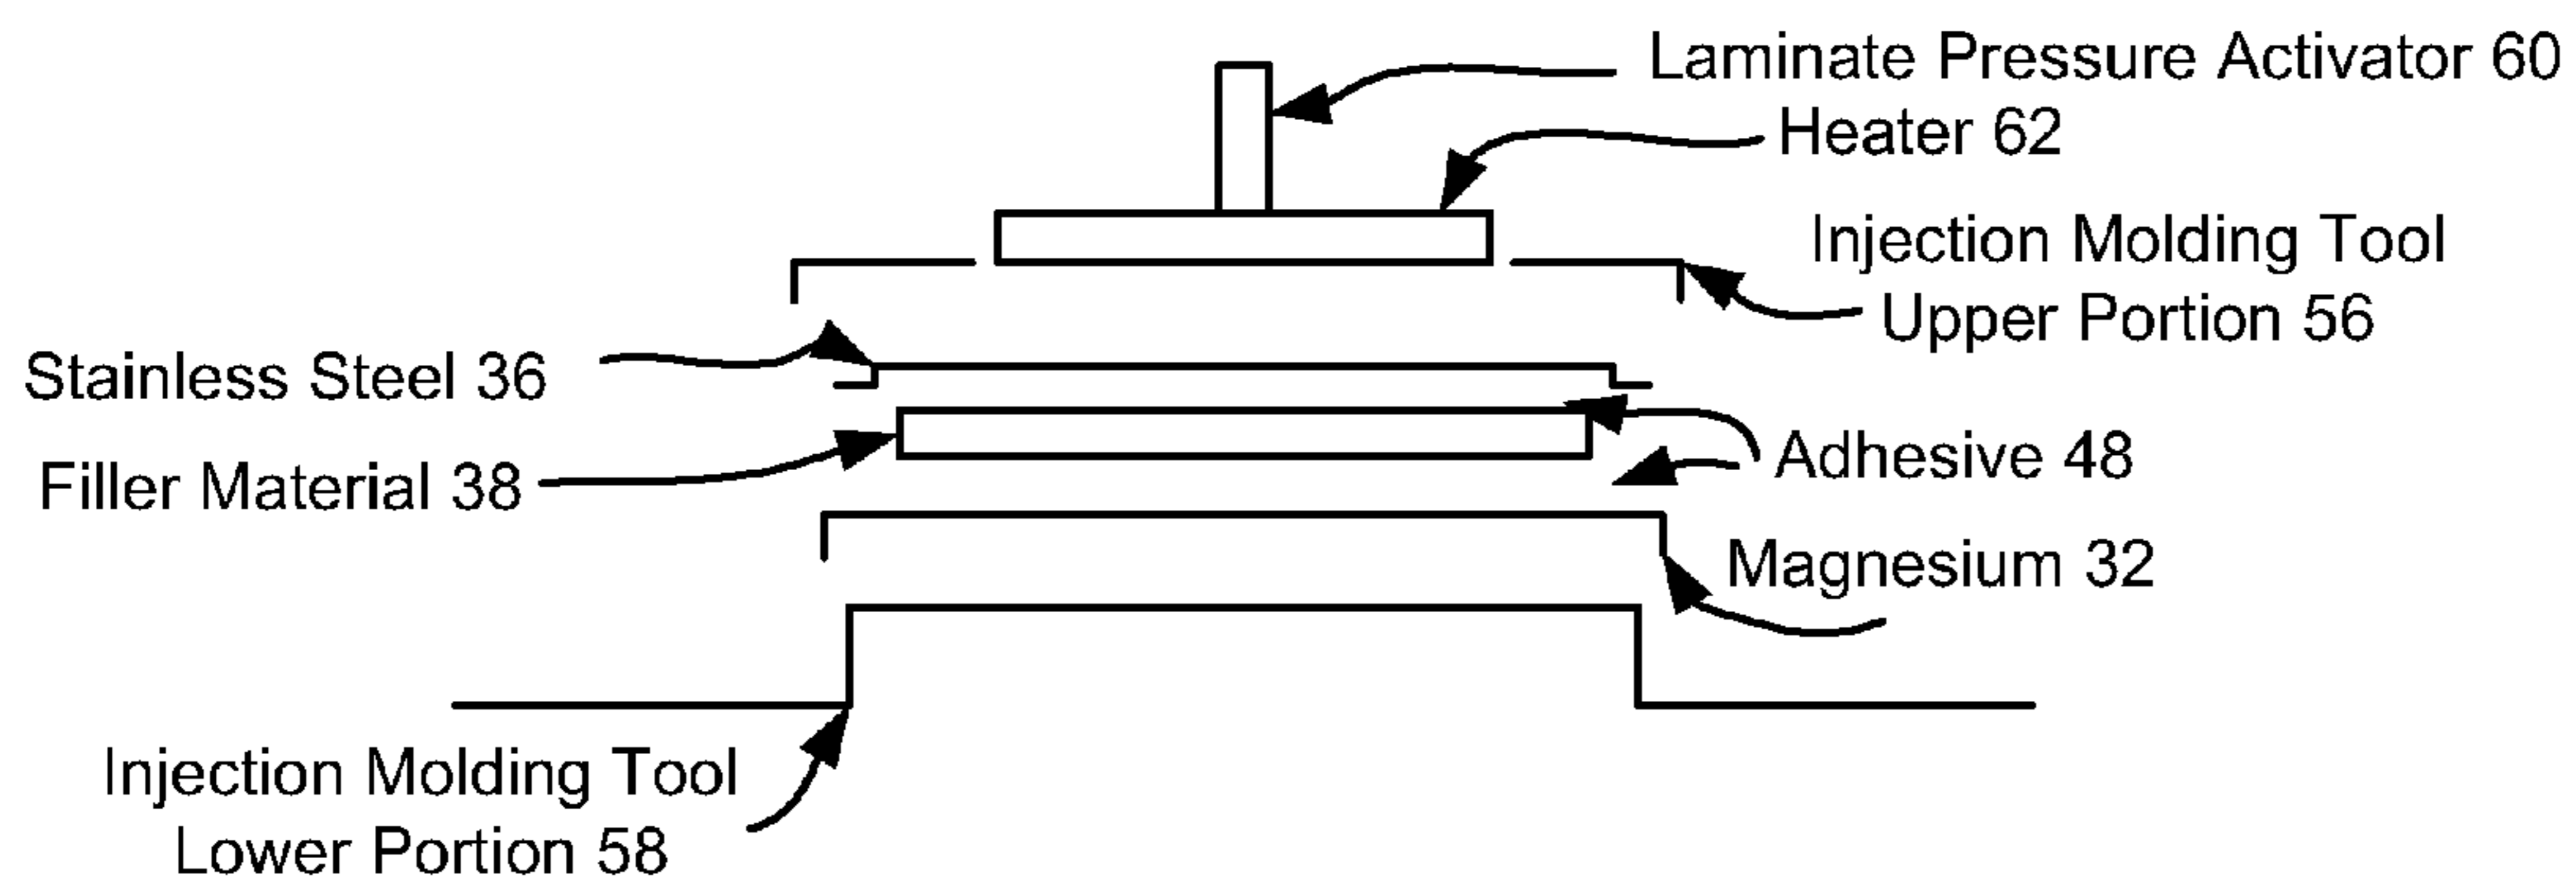 Laminate Pressure Activator 60
Heater 62
Injection Molding Tool
Upper Portion 56
Stainless Steel 36
Filler Material 38
Adhesive 48
Magnesium 32
Injection Molding Tool
Lower Portion 58